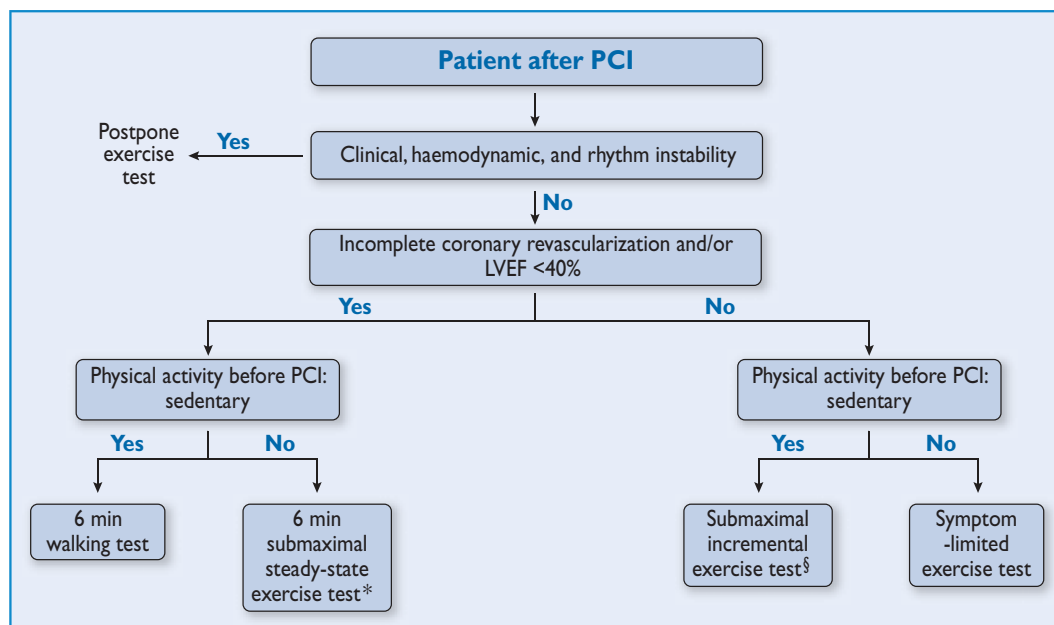 Patient after PCI
Postpone
exercise
test
Yes
Clinical, haemodynamic, and rhythm instability
No
Incomplete coronary revascularization and/or
LVEF <40%
Yes
No
Physical activity before PCI:
sedentary
Physical activity before PCI:
sedentary
Yes
No
Yes
No
6 min
walking test
6 min
submaximal
steady-state
exercise test*
Submaximal
incremental
exercise test§
Symptom
-limited
exercise test